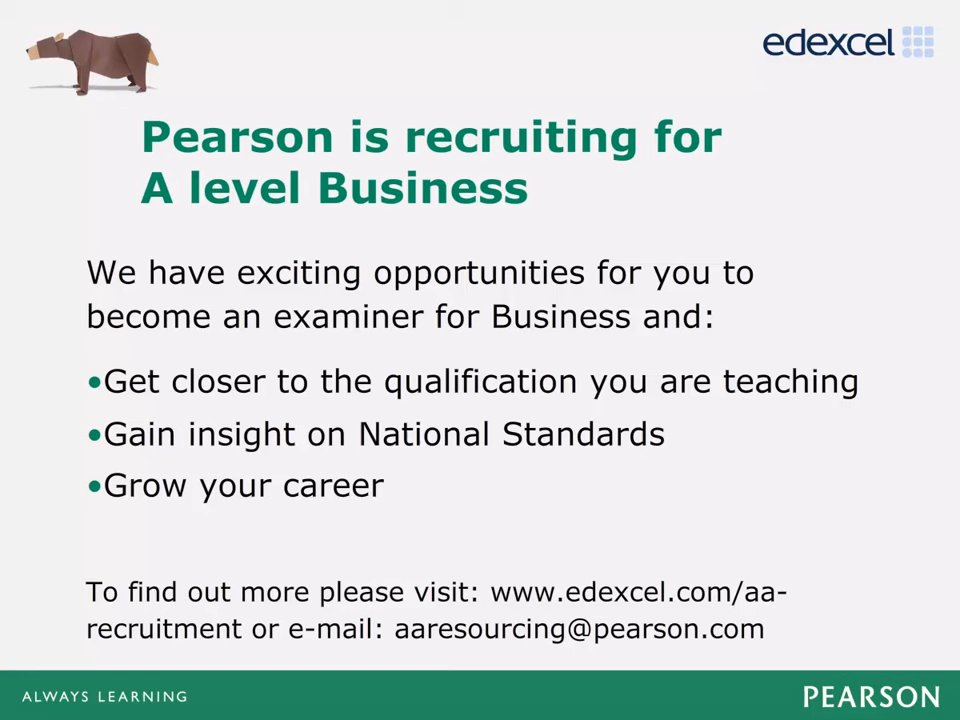 edexcel
Pearson is recruiting for
A level Business
We have exciting opportunities for you to
become an examiner for Business and:
•Get closer to the qualification you are teaching
•Gain insight on National Standards
•Grow your career
To find out more please visit: www.edexcel.com/aa-
recruitment or e-mail: aaresourcing@pearson.com
ALWAYS LEARNING
PEARSON